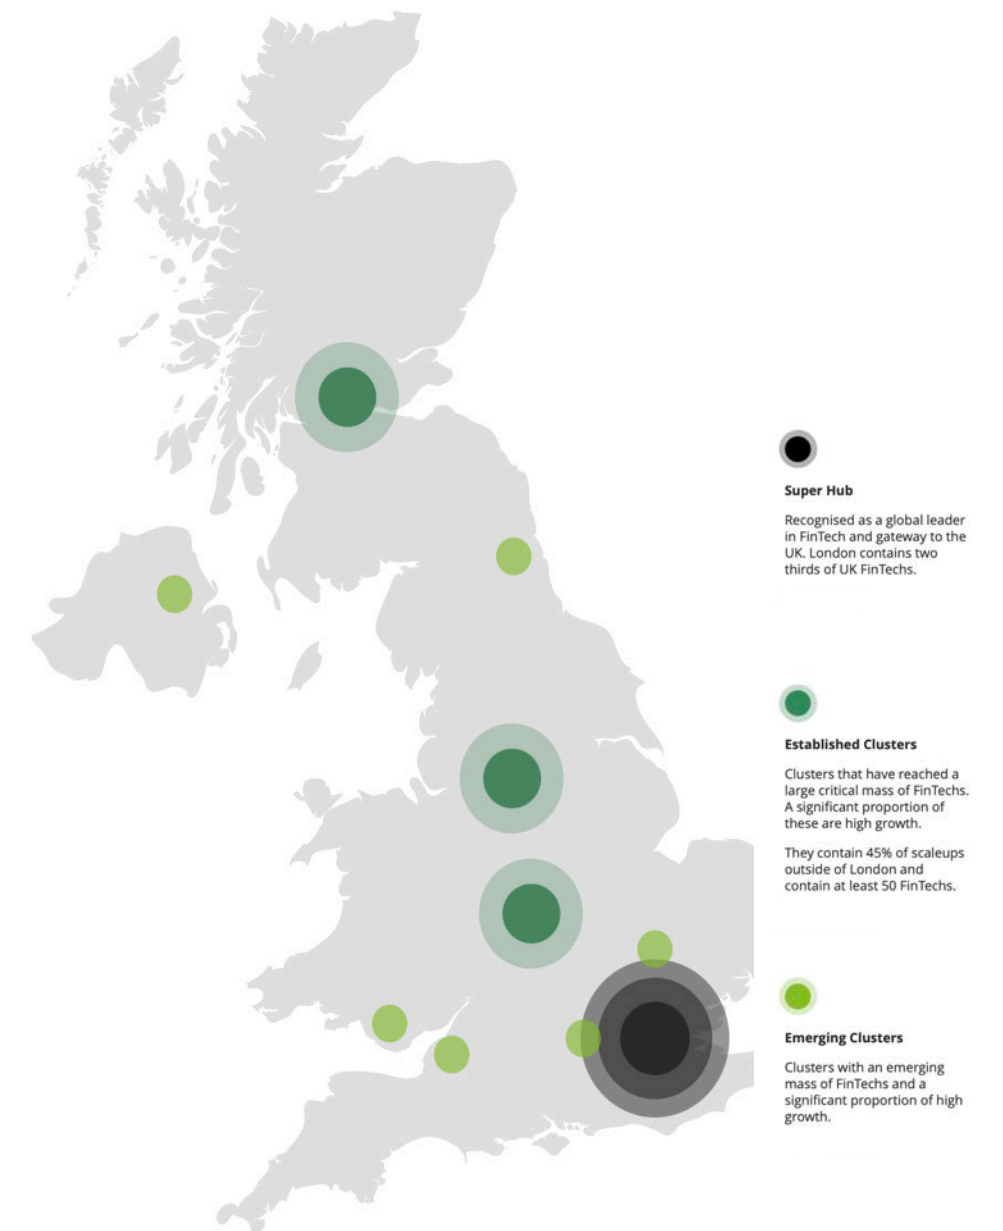 Super Hub
Recognised as a global leader
in FinTech and gateway to the
UK. London contains two
thirds of UK FinTechs.
Established Clusters
Clusters that have reached a
large critical mass of FinTechs.
A significant proportion of
these are high growth.
They contain 45% of scaleups
outside of London and
contain at least 50 FinTechs.
Emerging Clusters
Clusters with an emerging
mass of FinTechs and a
significant proportion of high
growth.